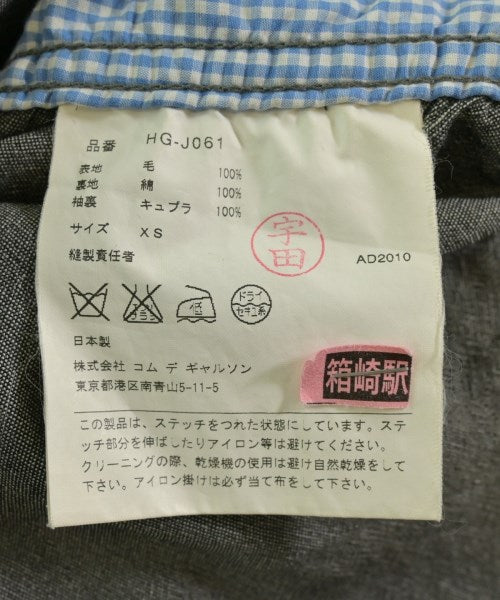 品番 HG-J061
表地 毛 100%
裏地 綿 100%
袖裏 キュプラ 100%
サイズ XS
縫製責任者
宇田
AD2010
低
ドライ
セキユ系
日本製
株式会社 コム デ ギャルソン
東京都港区南青山5-11-5
箱崎駅
この製品は、ステッチをつれた状態にしています。ステ
ッチ部分を伸ばしたりアイロン等は避けてください。
クリーニングの際、乾燥機の使用は避け自然乾燥をして
下さい。アイロン掛けは必ず当て布をして下さい。